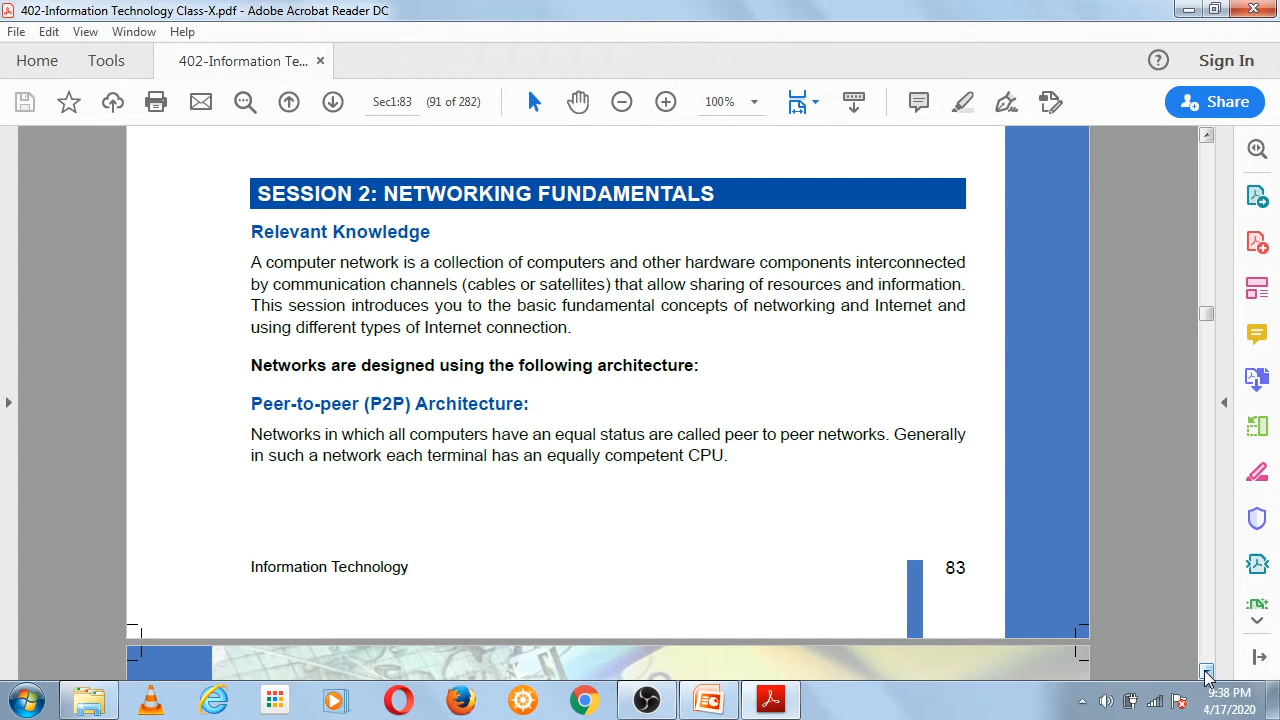 402-Information Technology Class-X.pdf - Adobe Acrobat Reader DC
File Edit View Window Help
Home Tools 402-Information Te... × ? Sign In
Sec1:83 (91 of 282) 100% Share
SESSION 2: NETWORKING FUNDAMENTALS
Relevant Knowledge
A computer network is a collection of computers and other hardware components interconnected
by communication channels (cables or satellites) that allow sharing of resources and information.
This session introduces you to the basic fundamental concepts of networking and Internet and
using different types of Internet connection.
Networks are designed using the following architecture:
Peer-to-peer (P2P) Architecture:
Networks in which all computers have an equal status are called peer to peer networks. Generally
in such a network each terminal has an equally competent CPU.
Information Technology 83
9:38 PM
4/17/2020